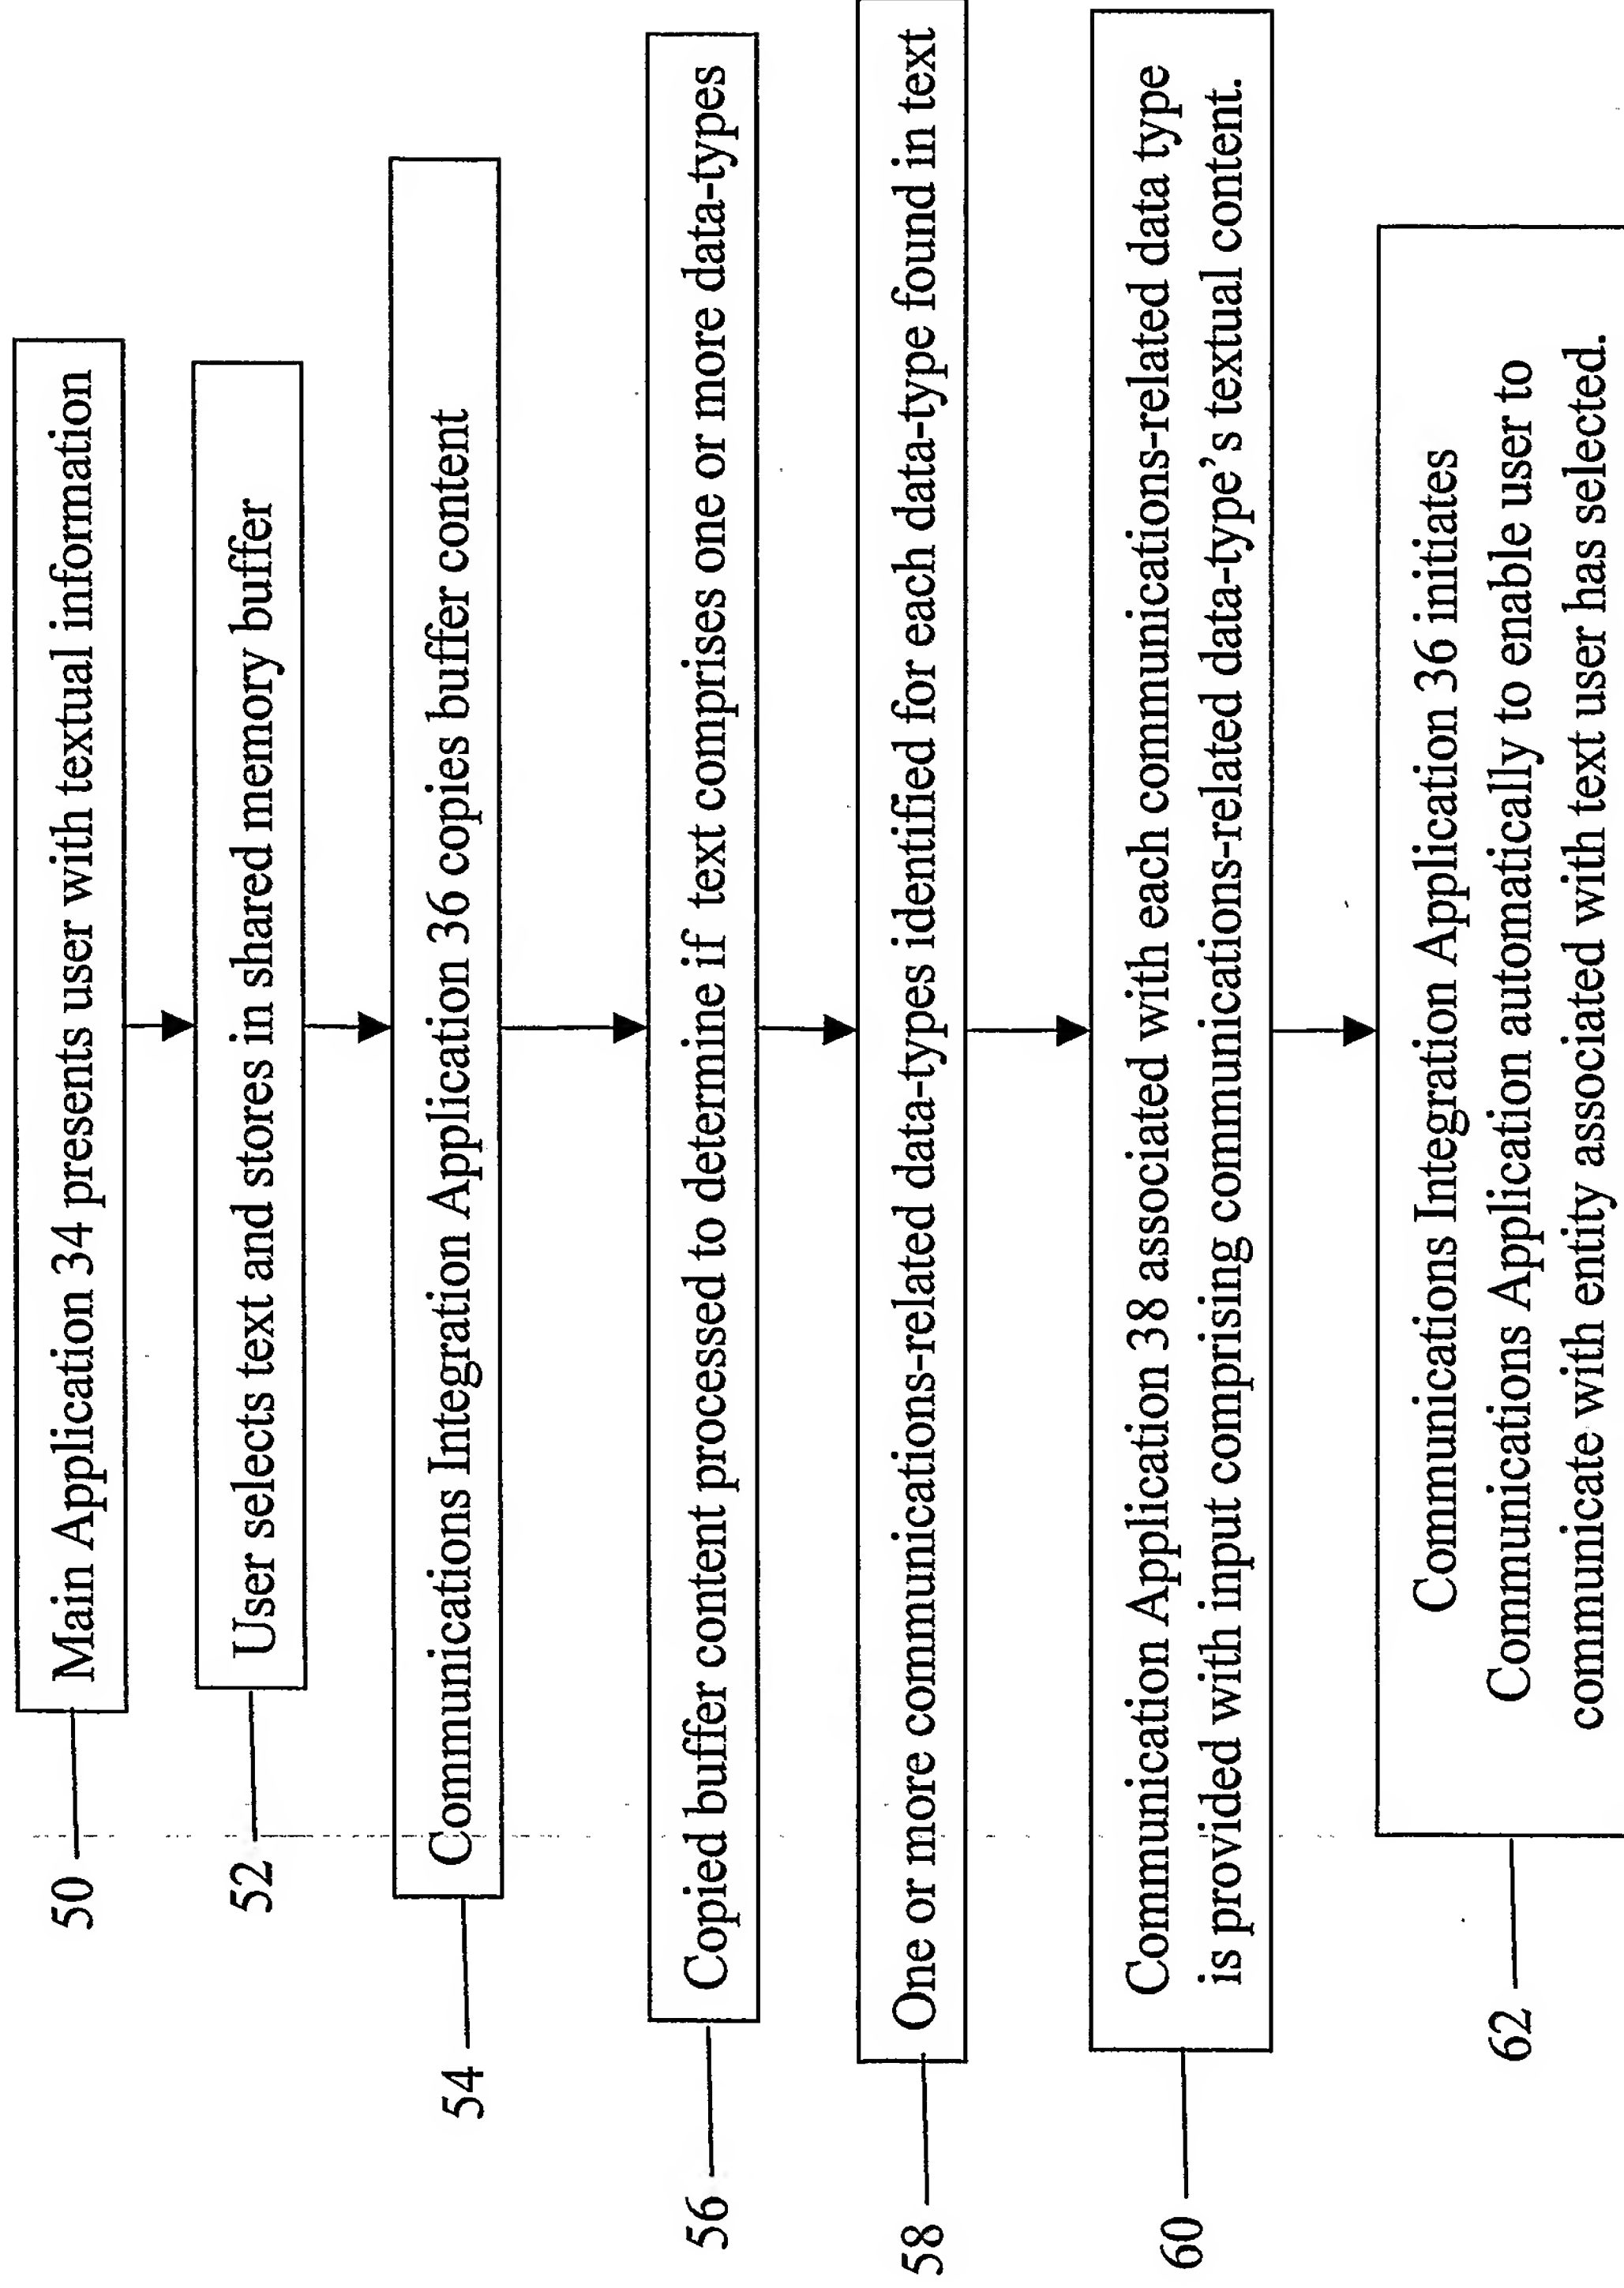 50 Main Application 34 presents user with textual information
52 User selects text and stores in shared memory buffer
54 Communications Integration Application 36 copies buffer content
56 Copied buffer content processed to determine if text comprises one or more data-types
58 One or more communications-related data-types identified for each data-type found in text
60 Communication Application 38 associated with each communications-related data type
is provided with input comprising communications-related data-type's textual content.
62 Communications Integration Application 36 initiates
Communications Application automatically to enable user to
communicate with entity associated with text user has selected.